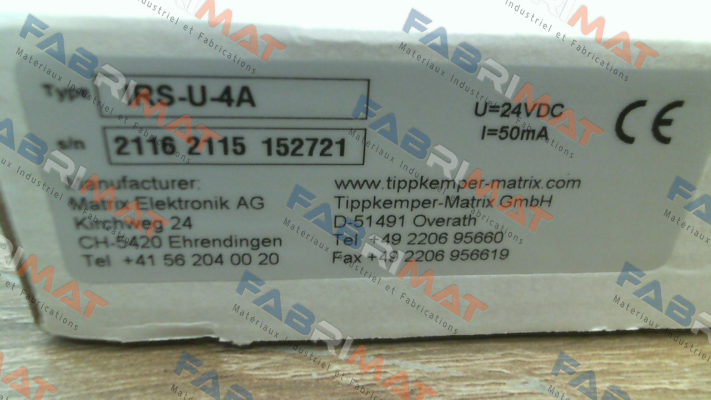 Type IRS-U-4A
U=24VDC
I=50mA
CE
s/n 2116 2115 152721
Manufacturer:
Matrix Elektronik AG
Kirchweg 24
CH-5420 Ehrendingen
Tel +41 56 204 00 20
www.tippkemper-matrix.com
Tippkemper-Matrix GmbH
D-51491 Overath
Tel +49 2206 95660
Fax +49 2206 956619
FABRIMAT
Materiaux Industriel et Fabrications